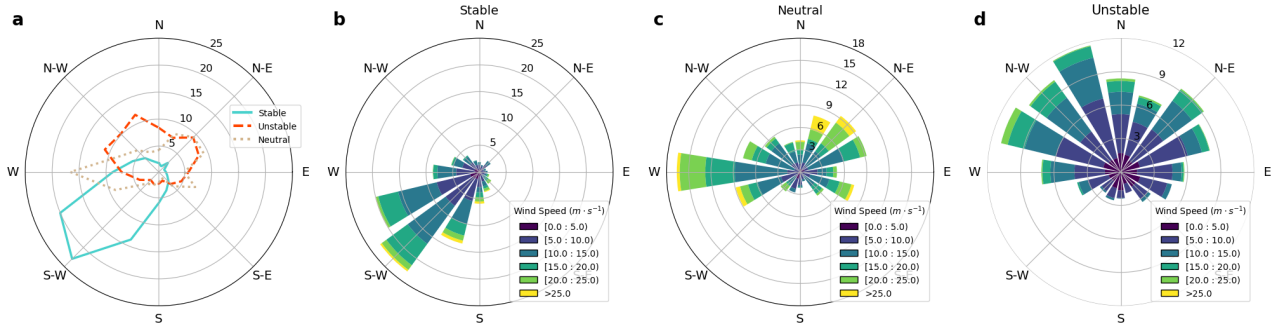 a
N
N-E
E
S-E
S
S-W
W
N-W
5
10
15
20
25
Stable
Unstable
Neutral
b
Stable
N
N-E
E
S
S-W
W
N-W
5
10
15
20
25
Wind Speed (m · s⁻¹)
[0.0 : 5.0)
[5.0 : 10.0)
[10.0 : 15.0)
[15.0 : 20.0)
[20.0 : 25.0)
>25.0
c
Neutral
N
N-E
E
S
S-W
W
N-W
3
6
9
12
15
18
Wind Speed (m · s⁻¹)
[0.0 : 5.0)
[5.0 : 10.0)
[10.0 : 15.0)
[15.0 : 20.0)
[20.0 : 25.0)
>25.0
d
Unstable
N
N-E
E
S
S-W
W
N-W
3
6
9
12
Wind Speed (m · s⁻¹)
[0.0 : 5.0)
[5.0 : 10.0)
[10.0 : 15.0)
[15.0 : 20.0)
[20.0 : 25.0)
>25.0